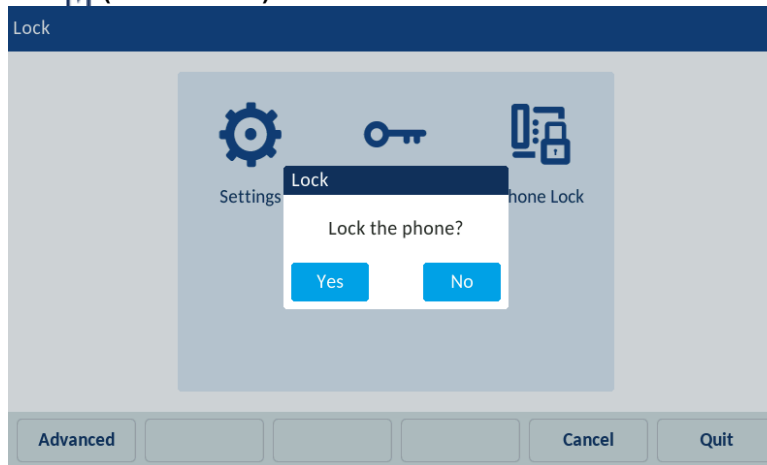 Lock
Settings
hone Lock
Lock
Lock the phone?
Yes No
Advanced Cancel Quit